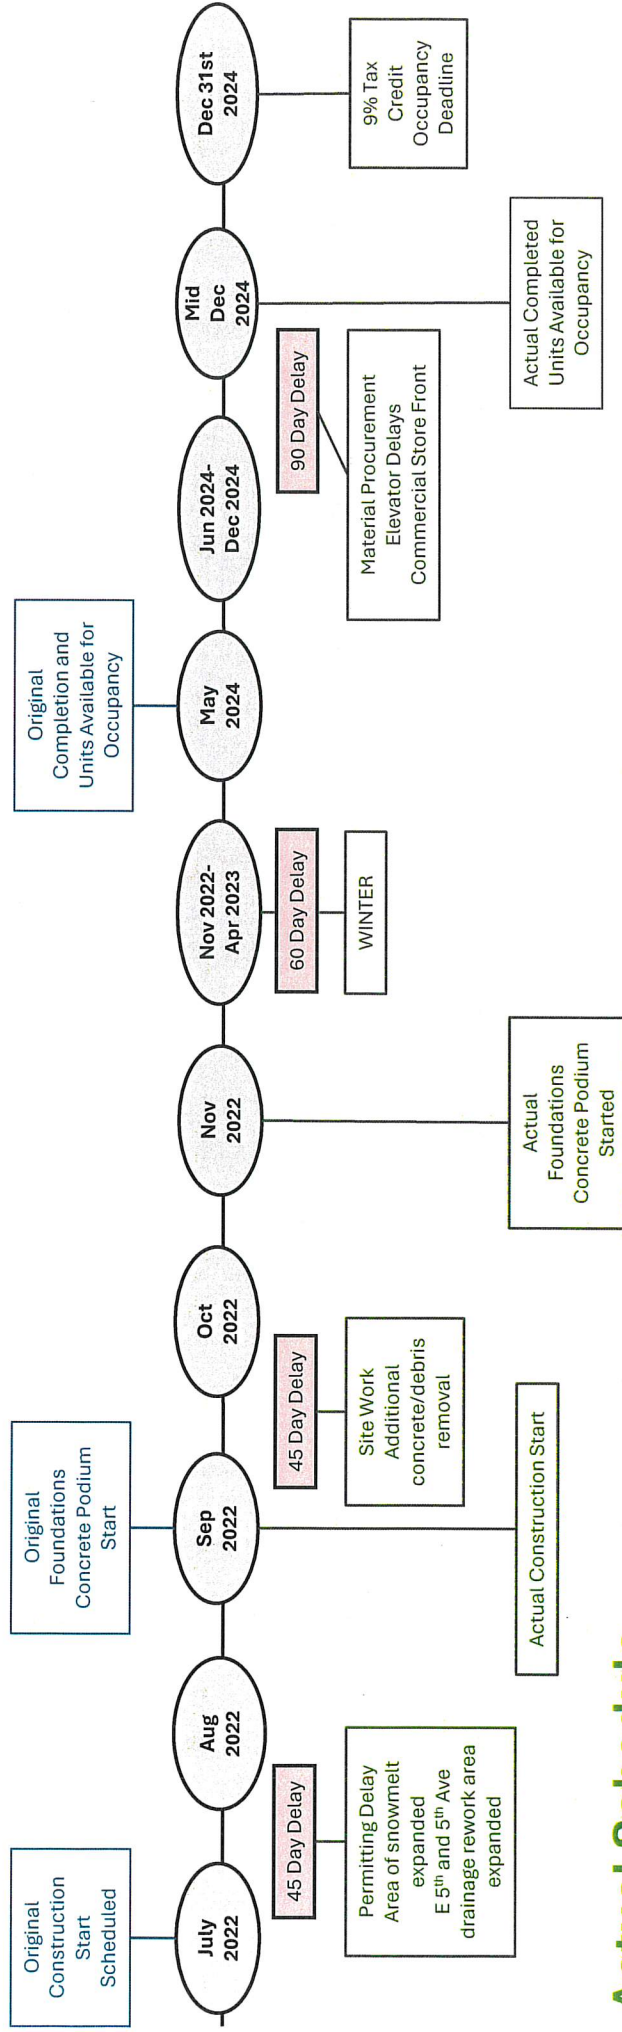 Original
Construction
Start
Scheduled
Original
Foundations
Concrete Podium
Start
Original
Completion and
Units Available for
Occupancy
July
2022
Aug
2022
Sep
2022
Oct
2022
Nov
2022
Nov 2022-
Apr 2023
May
2024
Jun 2024-
Dec 2024
Mid
Dec
2024
Dec 31st
2024
45 Day Delay
Permitting Delay
Area of snowmelt
expanded
E 5th and 5th Ave
drainage rework area
expanded
45 Day Delay
Site Work
Additional
concrete/debris
removal
60 Day Delay
WINTER
90 Day Delay
Material Procurement
Elevator Delays
Commercial Store Front
9% Tax
Credit
Occupancy
Deadline
Actual Construction Start
Actual
Foundations
Concrete Podium
Started
Actual Completed
Units Available for
Occupancy
Actual Schedule